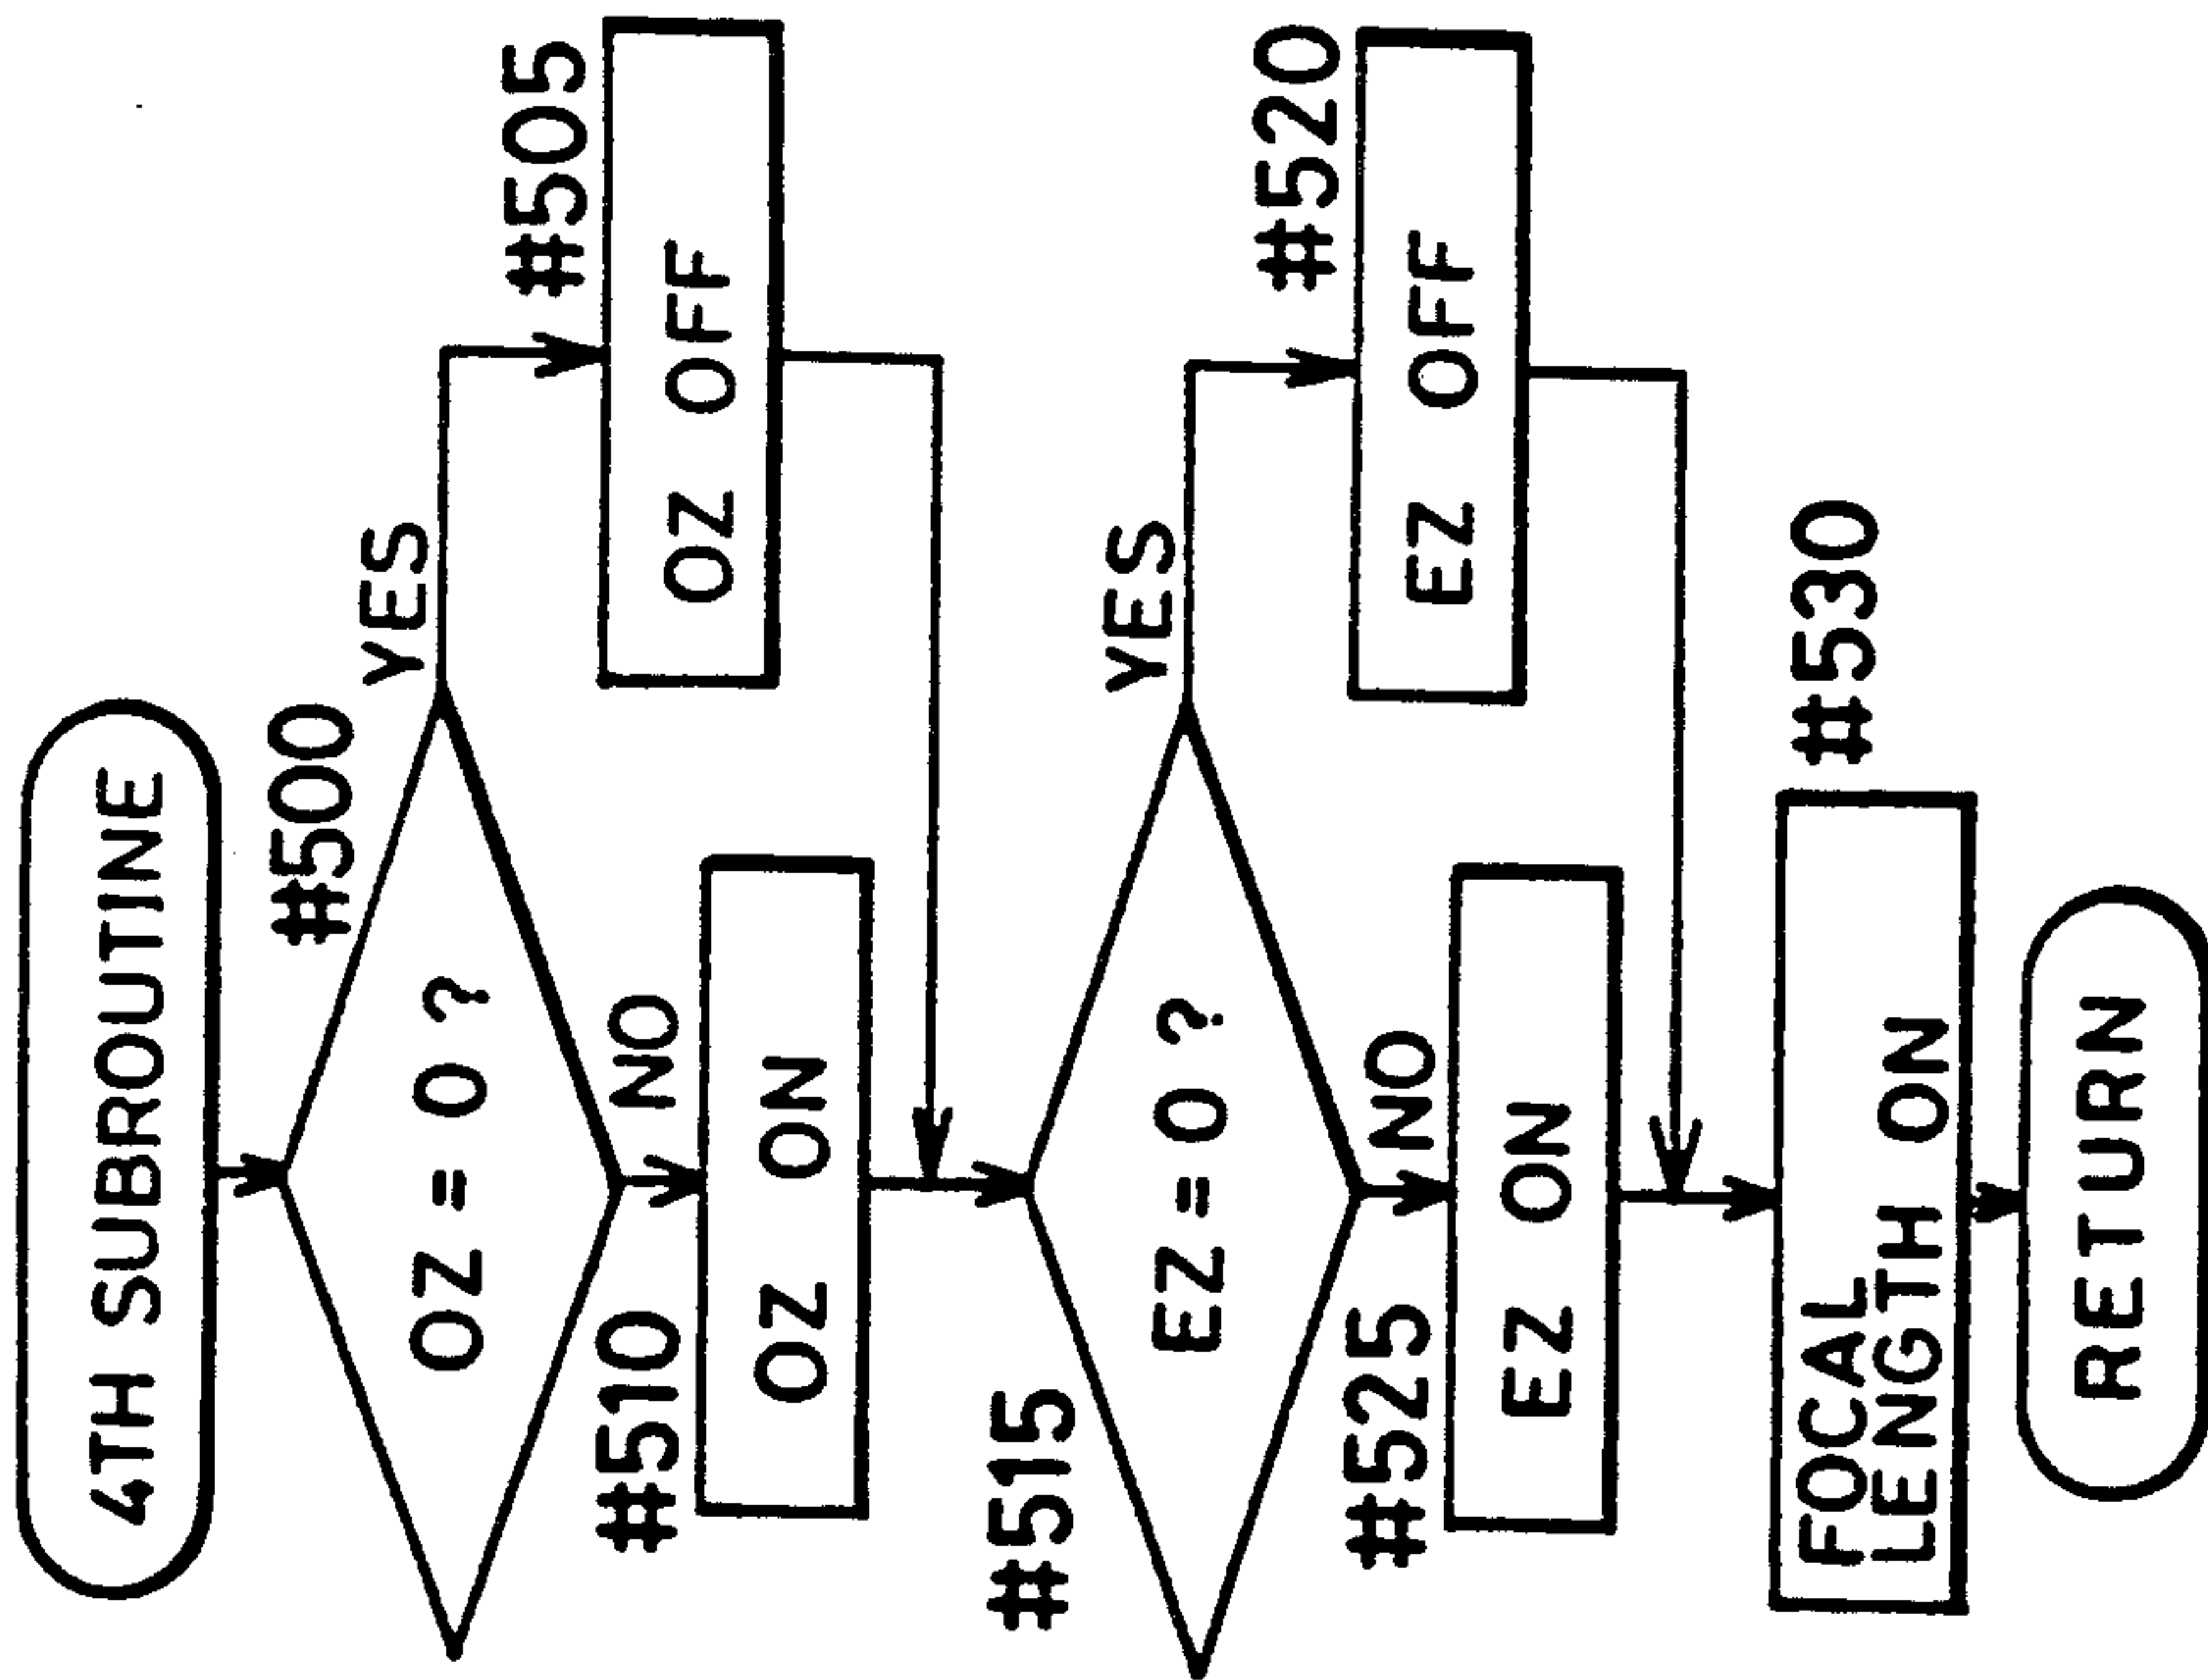 4TH SUBROUTINE
#500
OZ = 0 ?
YES
#505
OZ OFF
NO
#510
OZ ON
#515
EZ = 0 ?
YES
#520
EZ OFF
NO
#525
EZ ON
#530
FOCAL
LENGTH ON
RETURN